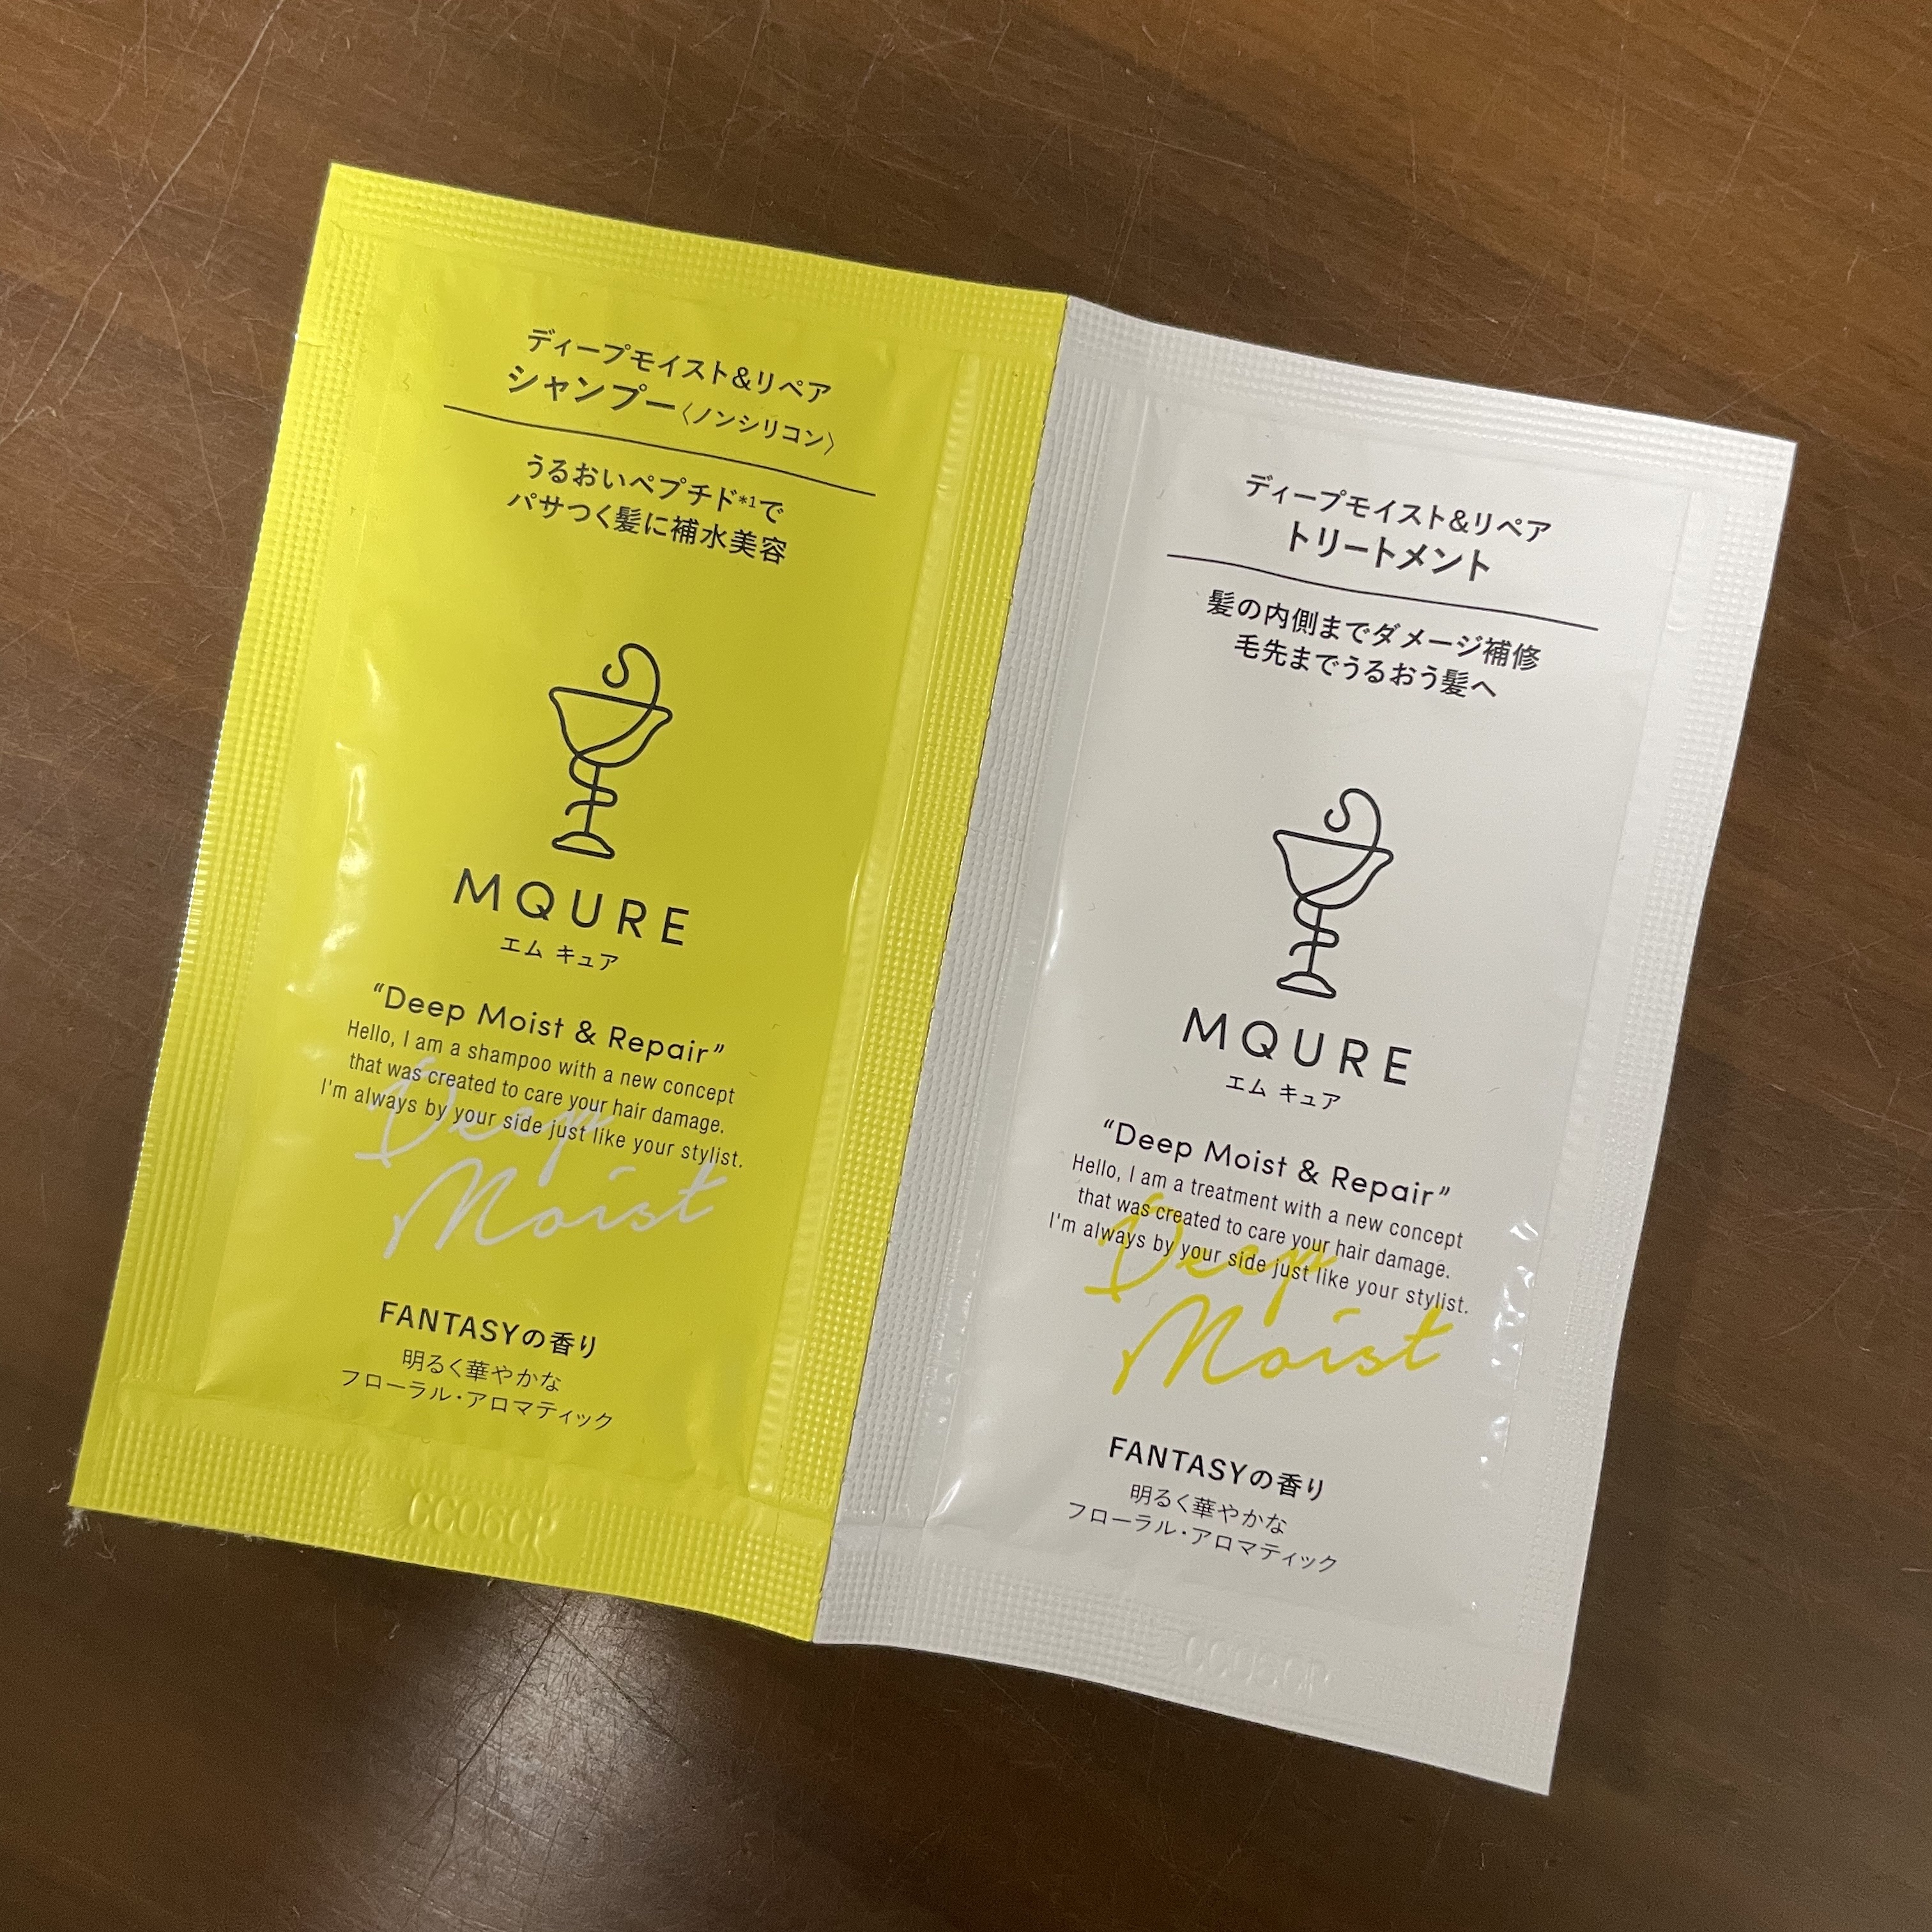 ディープモイスト&リペア
シャンプー〈ノンシリコン〉
うるおいペプチド*1で
パサつく髪に補水美容
MQURE
エム キュア
“Deep Moist & Repair”
Hello, I am a shampoo with a new concept
that was created to care your hair damage.
I'm always by your side just like your stylist.
Deep
Moist
FANTASYの香り
明るく華やかな
フローラル・アロマティック
ディープモイスト&リペア
トリートメント
髪の内側までダメージ補修
毛先までうるおう髪へ
MQURE
エム キュア
“Deep Moist & Repair”
Hello, I am a treatment with a new concept
that was created to care your hair damage.
I'm always by your side just like your stylist.
Deep
Moist
FANTASYの香り
明るく華やかな
フローラル・アロマティック